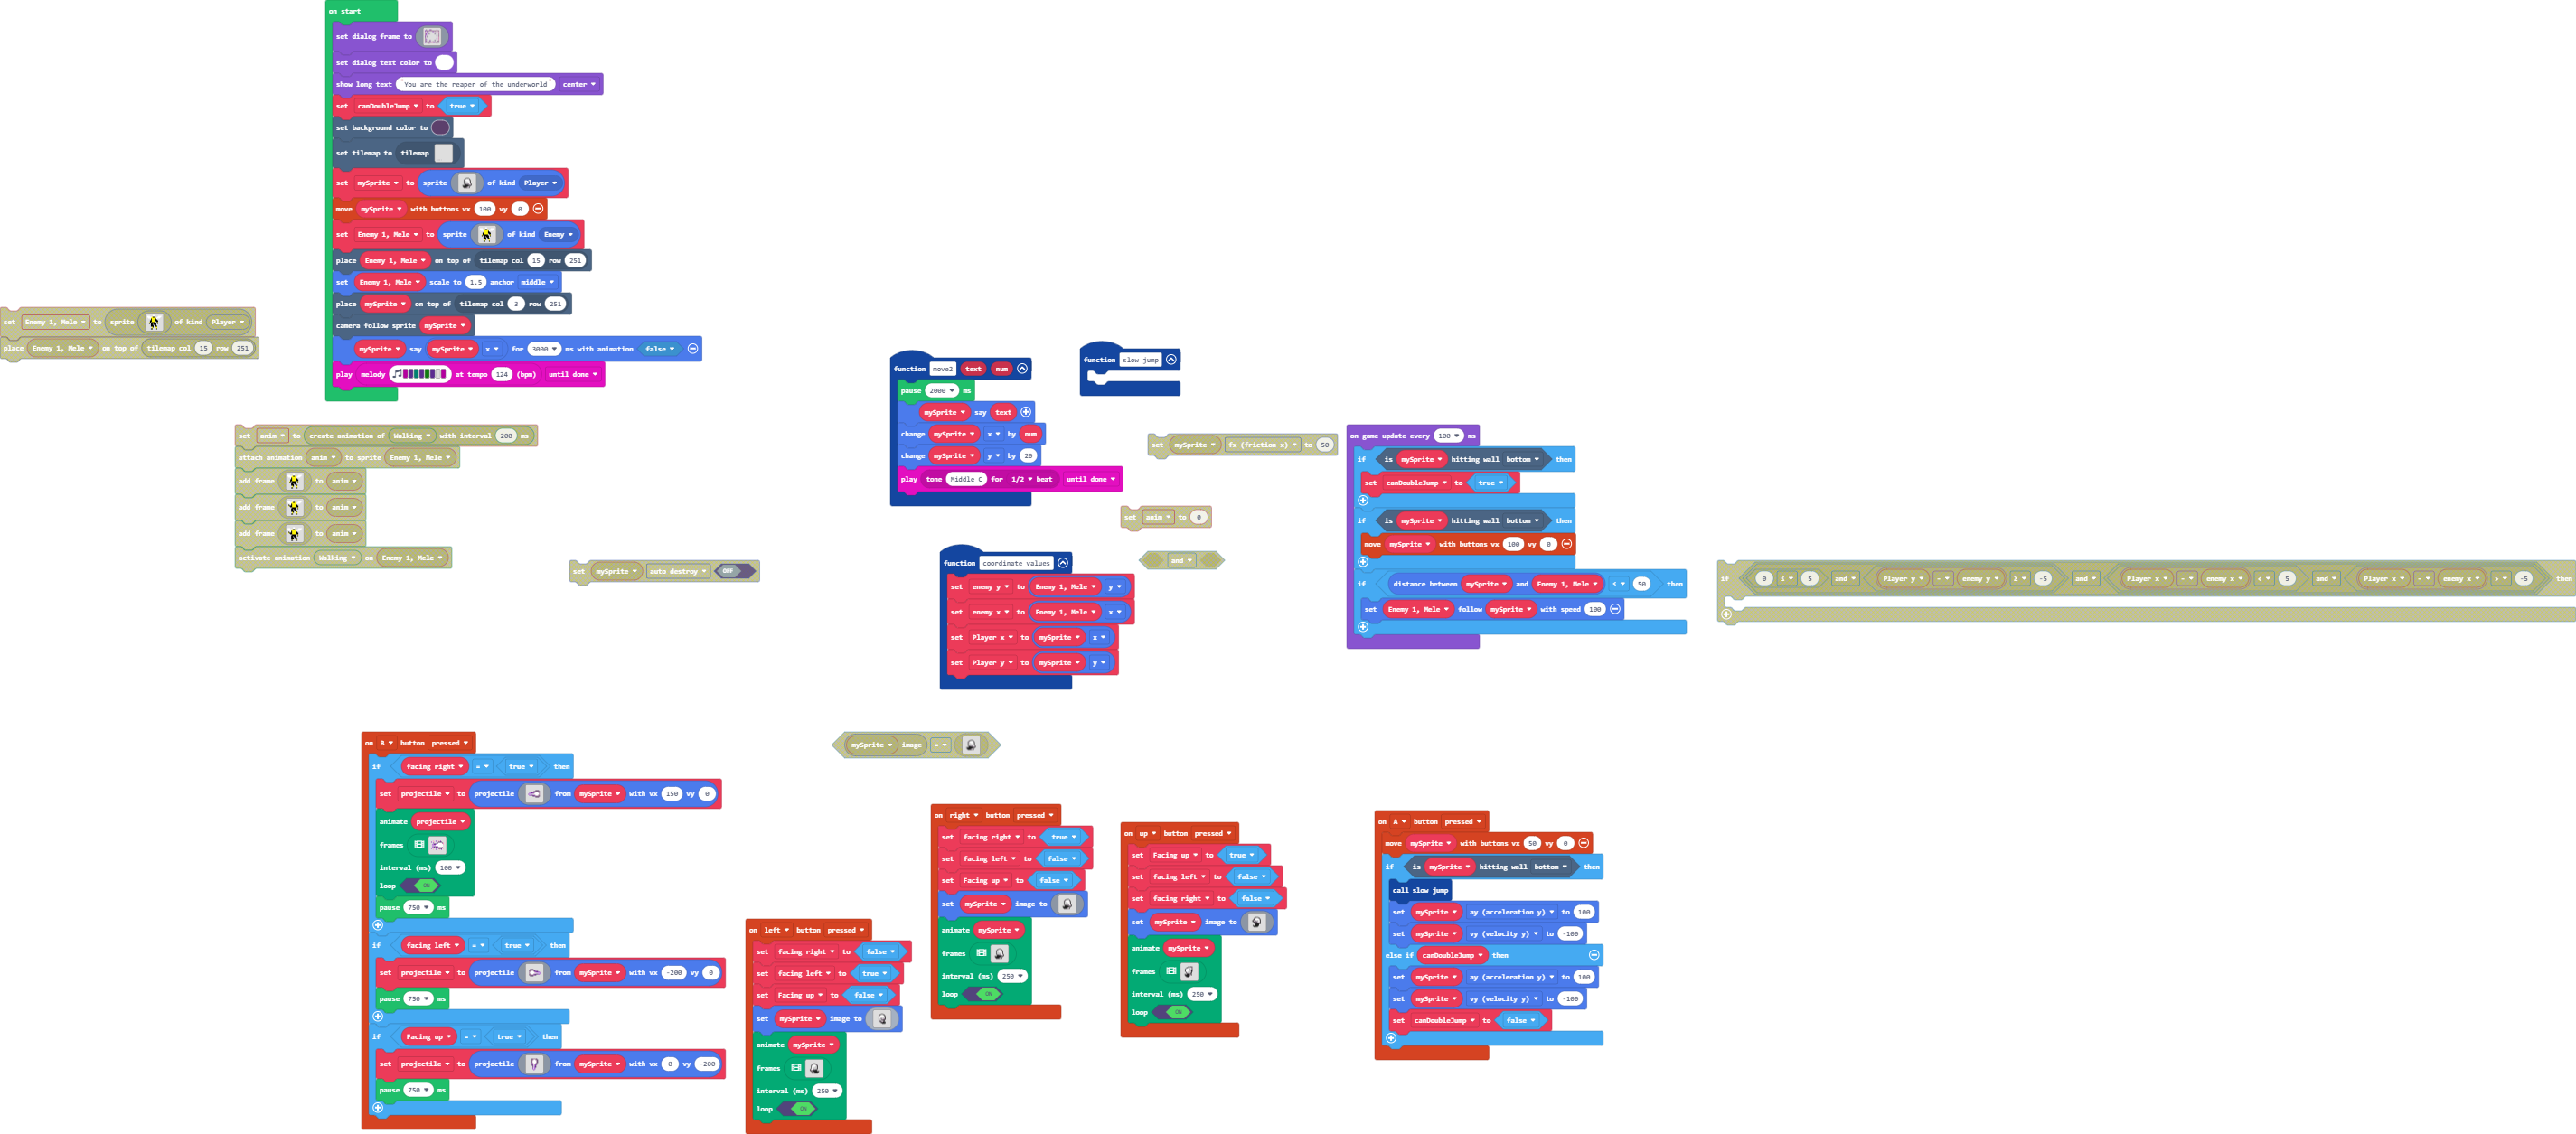 on start
set dialog frame to
set dialog text color to
show long text "You are the reaper of the underworld" center
set canDoubleJump to true
set background color to
set tilemap to tilemap
set mySprite to sprite of kind Player
move mySprite with buttons vx 100 vy 0
set Enemy 1, Mele to sprite of kind Enemy
place Enemy 1, Mele on top of tilemap col 15 row 251
set Enemy 1, Mele scale to 1.5 anchor middle
place mySprite on top of tilemap col 3 row 251
camera follow sprite mySprite
mySprite say mySprite x for 3000 ms with animation false
play melody at tempo 124 (bpm) until done
set Enemy 1, Mele to sprite of kind Player
place Enemy 1, Mele on top of tilemap col 15 row 251
set anim to create animation of Walking with interval 200 ms
attach animation anim to sprite Enemy 1, Mele
add frame to anim
add frame to anim
add frame to anim
activate animation Walking on Enemy 1, Mele
set mySprite auto destroy OFF
function move2 text num
pause 2000 ms
mySprite say text
change mySprite x by num
change mySprite y by 20
play tone Middle C for 1/2 beat until done
function slow jump
set mySprite fx (friction x) to 50
set anim to 0
and
function coordinate values
set enemy y to Enemy 1, Mele y
set enemy x to Enemy 1, Mele x
set Player x to mySprite x
set Player y to mySprite y
on game update every 100 ms
if is mySprite hitting wall bottom then
set canDoubleJump to true
if is mySprite hitting wall bottom then
move mySprite with buttons vx 100 vy 0
if distance between mySprite and Enemy 1, Mele ≤ 50 then
set Enemy 1, Mele follow mySprite with speed 100
if 0 ≤ 5 and Player y - enemy y ≥ -5 and Player x - enemy x < 5 and Player x - enemy x > -5 then
on B button pressed
if facing right = true then
set projectile to projectile from mySprite with vx 150 vy 0
animate projectile
frames
interval (ms) 100
loop ON
pause 750 ms
if facing left = true then
set projectile to projectile from mySprite with vx -200 vy 0
pause 750 ms
if Facing up = true then
set projectile to projectile from mySprite with vx 0 vy -200
pause 750 ms
mySprite image =
on left button pressed
set facing right to false
set facing left to true
set Facing up to false
set mySprite image to
animate mySprite
frames
interval (ms) 250
loop ON
on right button pressed
set facing right to true
set facing left to false
set Facing up to false
set mySprite image to
animate mySprite
frames
interval (ms) 250
loop ON
on up button pressed
set Facing up to true
set facing left to false
set facing right to false
set mySprite image to
animate mySprite
frames
interval (ms) 250
loop ON
on A button pressed
move mySprite with buttons vx 50 vy 0
if is mySprite hitting wall bottom then
call slow jump
set mySprite ay (acceleration y) to 100
set mySprite vy (velocity y) to -100
else if canDoubleJump then
set mySprite ay (acceleration y) to 100
set mySprite vy (velocity y) to -100
set canDoubleJump to false